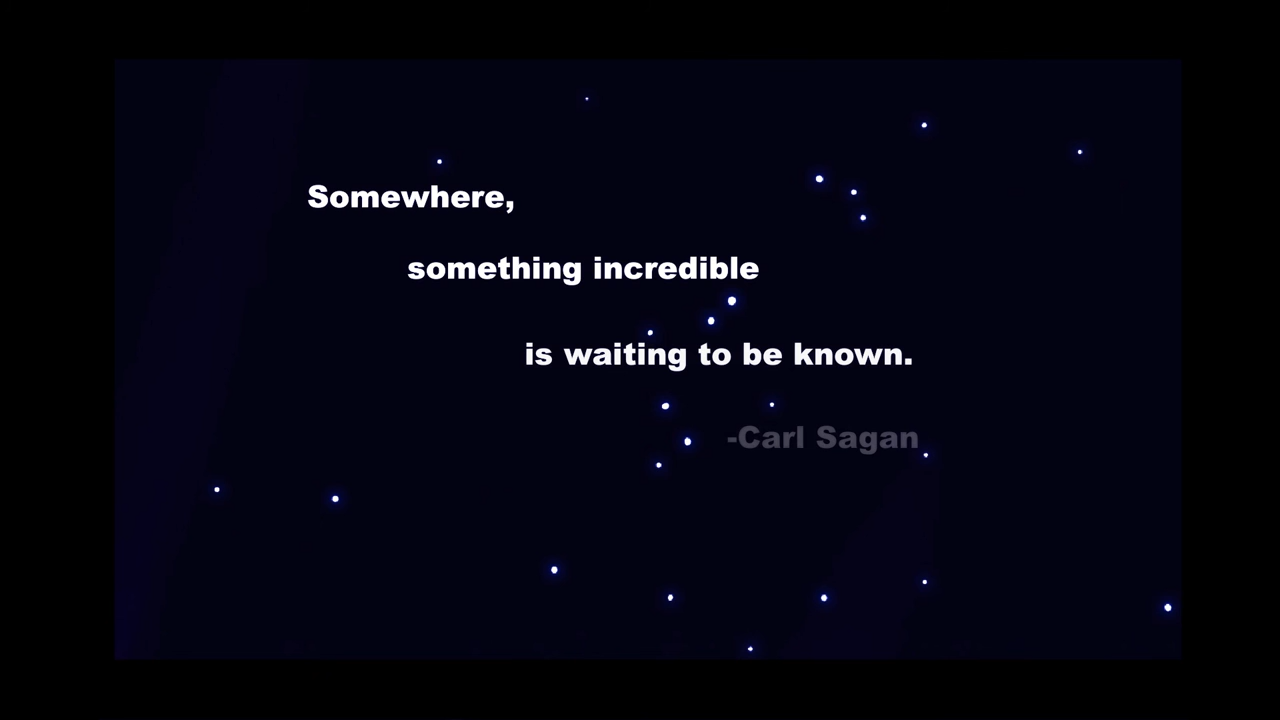 Somewhere,
something incredible
is waiting to be known.
-Carl Sagan